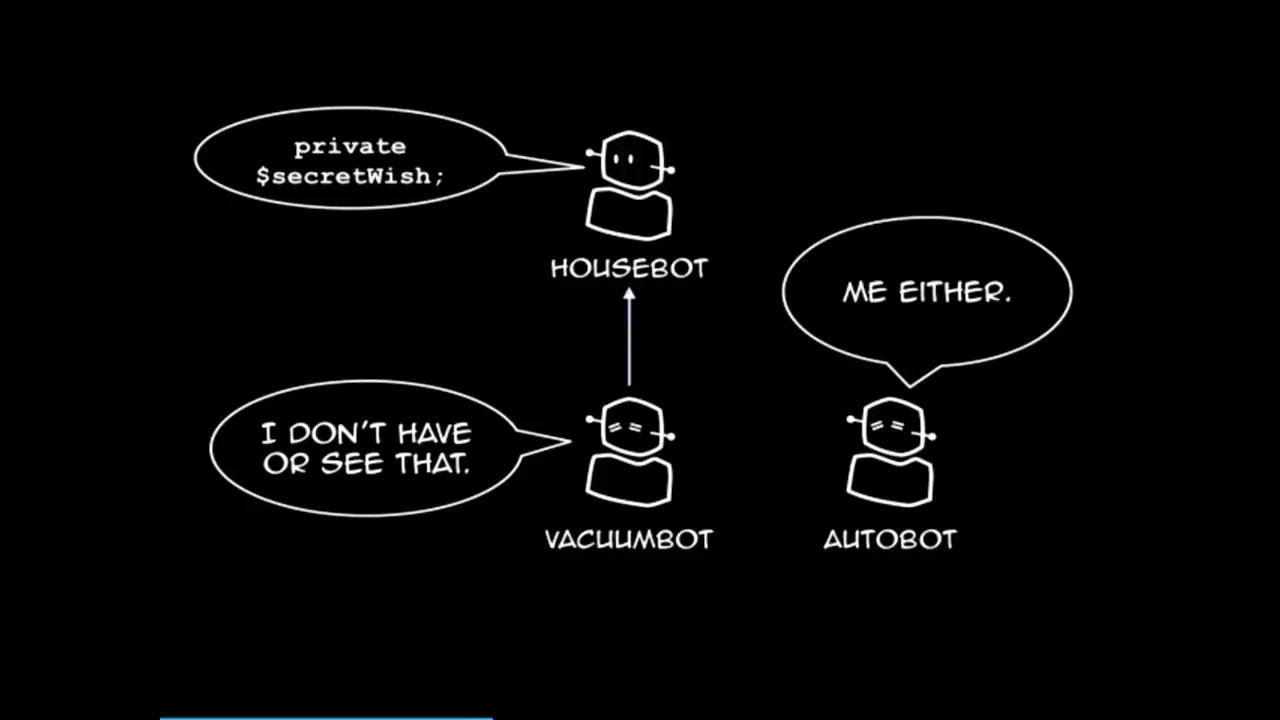 private
$secretWish;
HOUSEBOT
ME EITHER.
I DON'T HAVE
OR SEE THAT.
VACUUMBOT
AUTOBOT